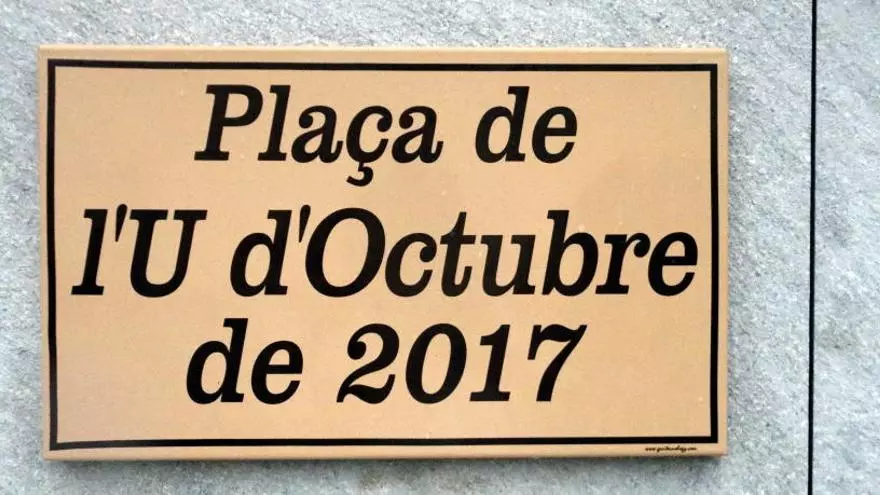 Plaça de
l'U d'Octubre
de 2017